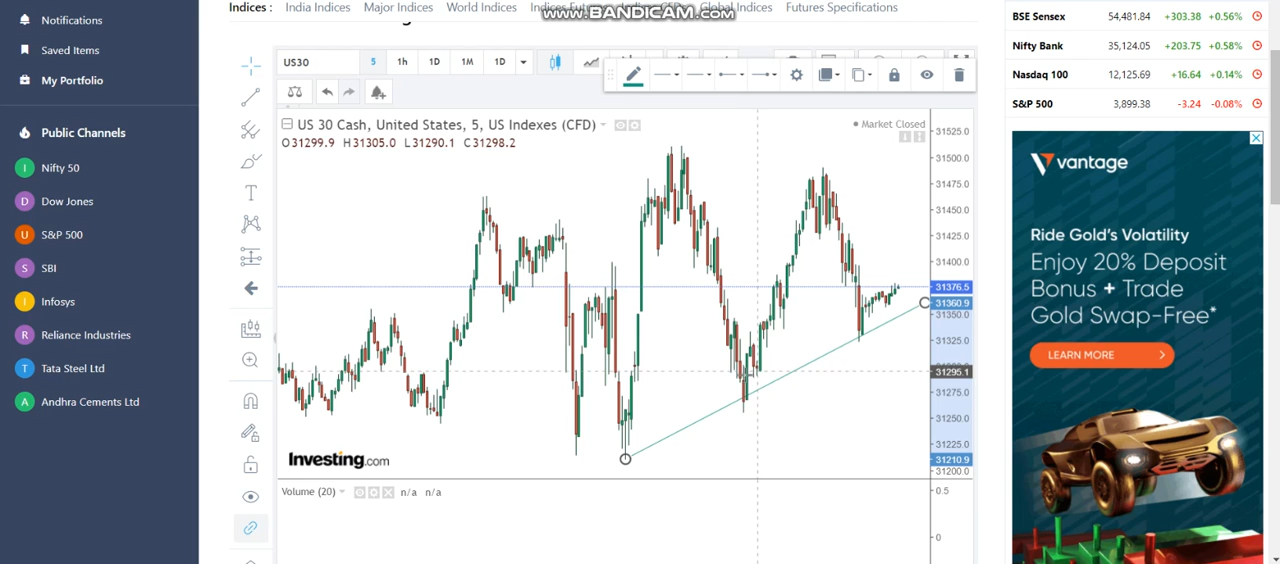 WWW.BANDICAM.COM
Notifications
Saved Items
My Portfolio
Public Channels
I Nifty 50
D Dow Jones
U S&P 500
S SBI
I Infosys
R Reliance Industries
T Tata Steel Ltd
A Andhra Cements Ltd
Indices : India Indices Major Indices World Indices Global Indices Futures Specifications
US30 5 1h 1D 1M 1D
US 30 Cash, United States, 5, US Indexes (CFD)
Market Closed
O31299.9 H31305.0 L31290.1 C31298.2
31525.0
31500.0
31475.0
31450.0
31425.0
31400.0
31376.5
31360.9
31350.0
31325.0
31295.1
31275.0
31250.0
31225.0
31210.9
31200.0
Investing.com
Volume (20) n/a n/a
0.5
0
BSE Sensex 54,481.84 +303.38 +0.56%
Nifty Bank 35,124.05 +203.75 +0.58%
Nasdaq 100 12,125.69 +16.64 +0.14%
S&P 500 3,899.38 -3.24 -0.08%
vantage
Ride Gold's Volatility
Enjoy 20% Deposit
Bonus + Trade
Gold Swap-Free*
LEARN MORE